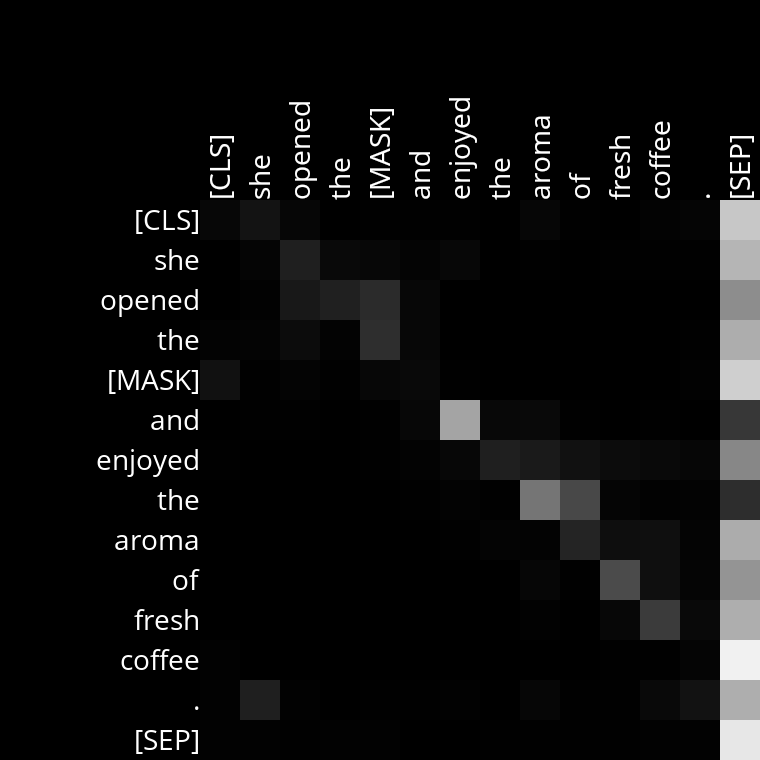 [CLS] she opened the [MASK] and enjoyed the aroma of fresh coffee . [SEP]
[CLS]
she
opened
the
[MASK]
and
enjoyed
the
aroma
of
fresh
coffee
.
[SEP]